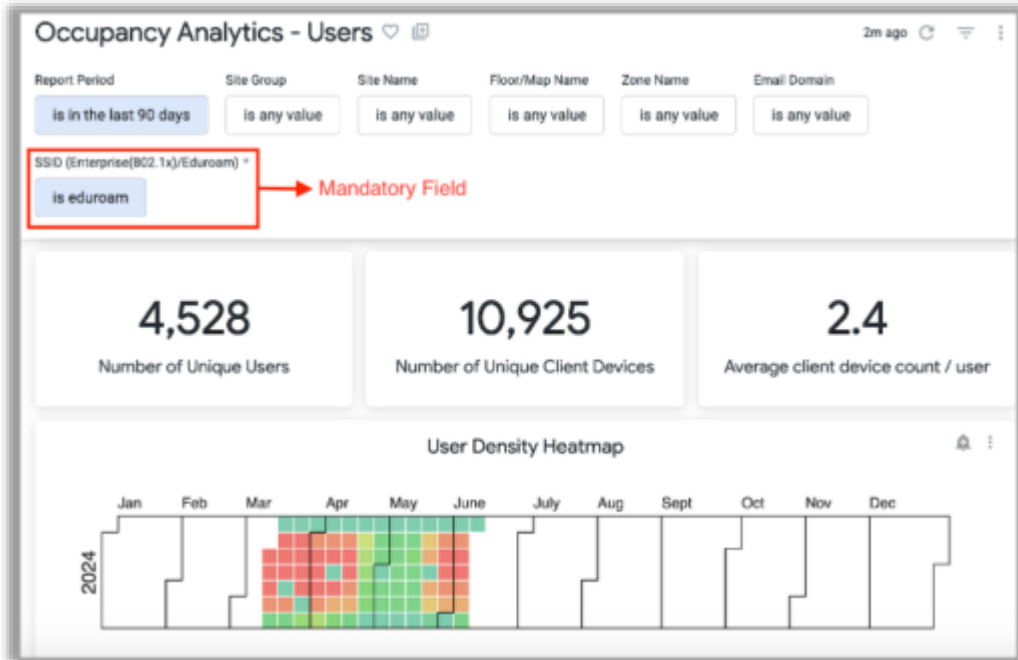 Occupancy Analytics - Users
2m ago
Report Period Site Group Site Name Floor/Map Name Zone Name Email Domain
is in the last 90 days is any value is any value is any value is any value is any value
SSID (Enterprise(802.1x)/Eduroam) *
is eduroam
Mandatory Field
4,528 10,925 2.4
Number of Unique Users Number of Unique Client Devices Average client device count / user
User Density Heatmap
Jan Feb Mar Apr May June July Aug Sept Oct Nov Dec
2024